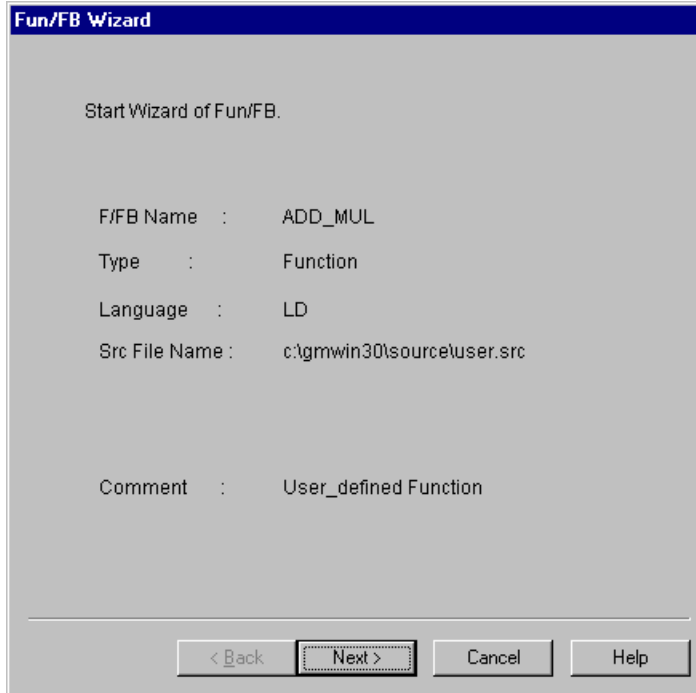 Fun/FB Wizard
Start Wizard of Fun/FB.
F/FB Name : ADD_MUL
Type : Function
Language : LD
Src File Name : c:\gmwin30\source\user.src
Comment : User_defined Function
< Back Next > Cancel Help